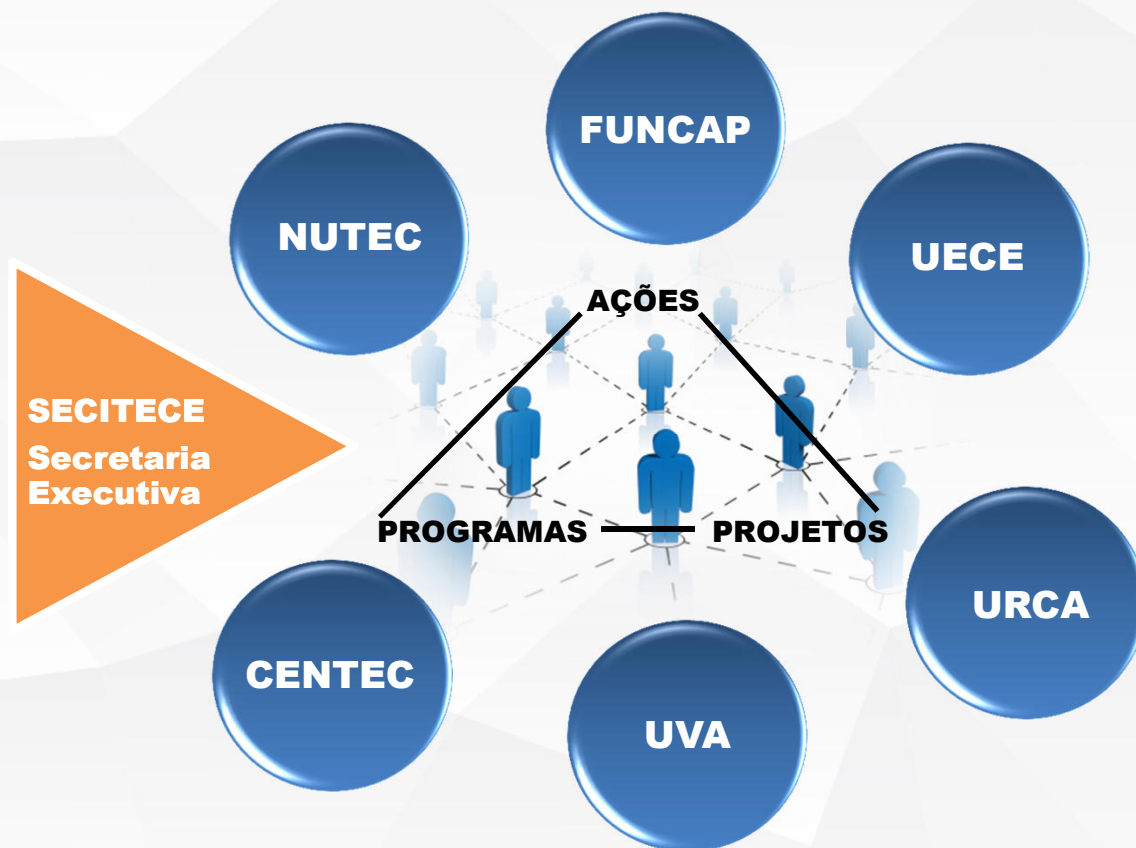 FUNCAP
NUTEC
UECE
AÇÕES
SECITECE
Secretaria
Executiva
PROGRAMAS
PROJETOS
URCA
CENTEC
UVA